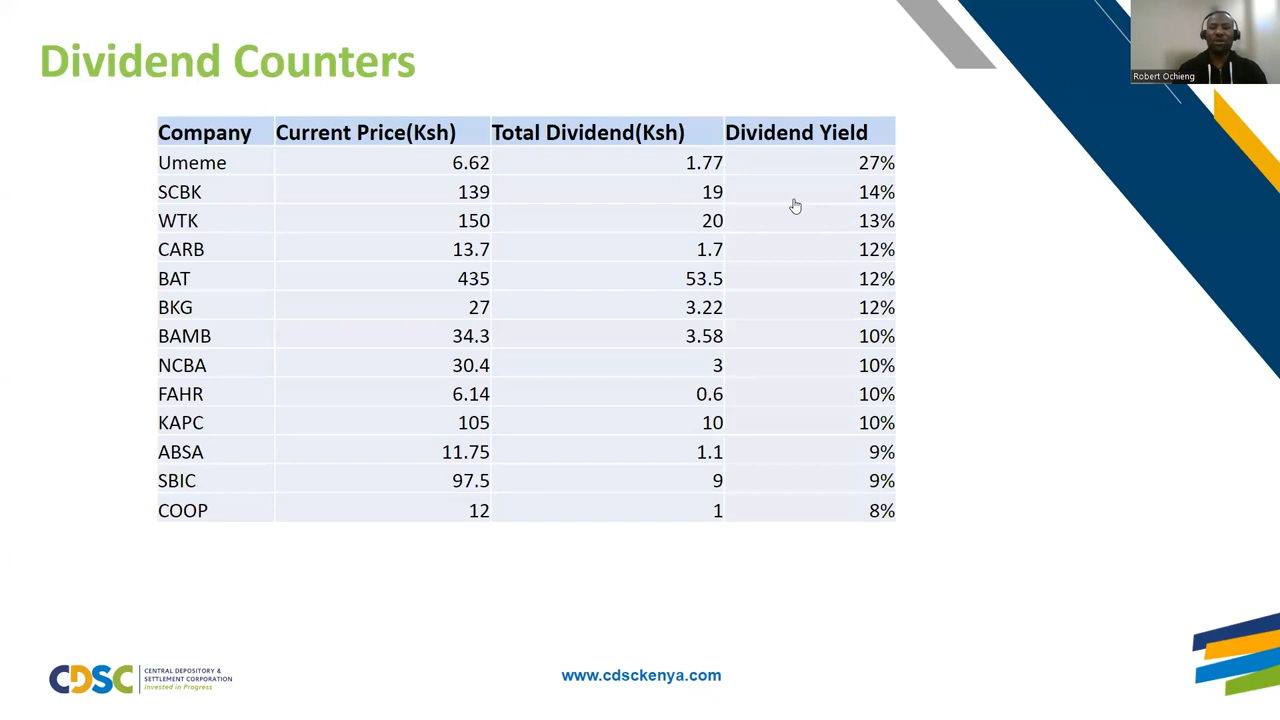 Dividend Counters
Robert Ochieng
Company Current Price(Ksh) Total Dividend(Ksh) Dividend Yield
Umeme 6.62 1.77 27%
SCBK 139 19 14%
WTK 150 20 13%
CARB 13.7 1.7 12%
BAT 435 53.5 12%
BKG 27 3.22 12%
BAMB 34.3 3.58 10%
NCBA 30.4 3 10%
FAHR 6.14 0.6 10%
KAPC 105 10 10%
ABSA 11.75 1.1 9%
SBIC 97.5 9 9%
COOP 12 1 8%
CDSC
CENTRAL DEPOSITORY &
SETTLEMENT CORPORATION
Invested in Progress
www.cdsckenya.com